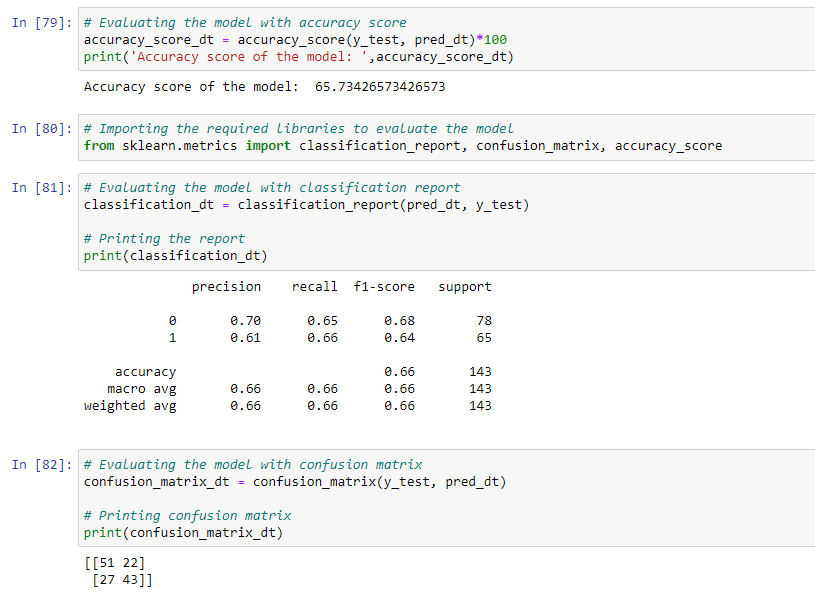 In [79]: # Evaluating the model with accuracy score
accuracy_score_dt = accuracy_score(y_test, pred_dt)*100
print('Accuracy score of the model: ',accuracy_score_dt)
Accuracy score of the model:  65.73426573426573
In [80]: # Importing the required libraries to evaluate the model
from sklearn.metrics import classification_report, confusion_matrix, accuracy_score
In [81]: # Evaluating the model with classification report
classification_dt = classification_report(pred_dt, y_test)
# Printing the report
print(classification_dt)
precision    recall  f1-score   support
0       0.70      0.65      0.68        78
1       0.61      0.66      0.64        65
accuracy                           0.66       143
macro avg       0.66      0.66      0.66       143
weighted avg       0.66      0.66      0.66       143
In [82]: # Evaluating the model with confusion matrix
confusion_matrix_dt = confusion_matrix(y_test, pred_dt)
# Printing confusion matrix
print(confusion_matrix_dt)
[[51 22]
[27 43]]